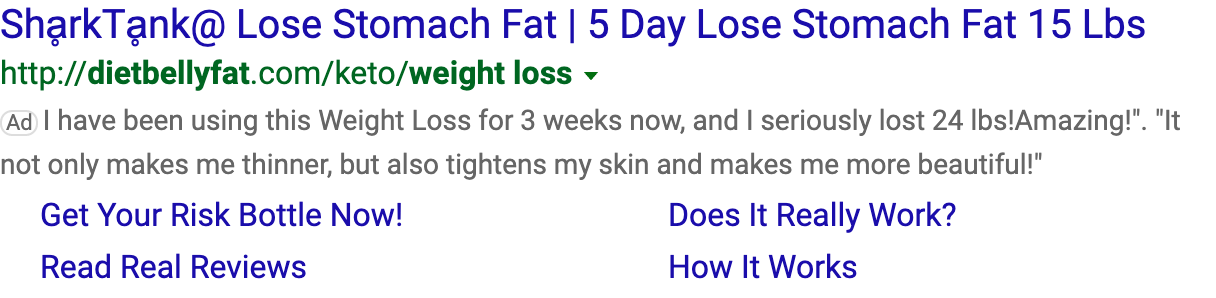 Shḁrk​Tḁnk@ Lose Stomach Fat | 5 Day Lose Stomach Fat 15 Lbs
http://dietbellyfat.com/keto/weight loss
Ad I have been using this Weight Loss for 3 weeks now, and I seriously lost 24 lbs!Amazing!". "It
not only makes me thinner, but also tightens my skin and makes me more beautiful!"
Get Your Risk Bottle Now! Does It Really Work?
Read Real Reviews How It Works